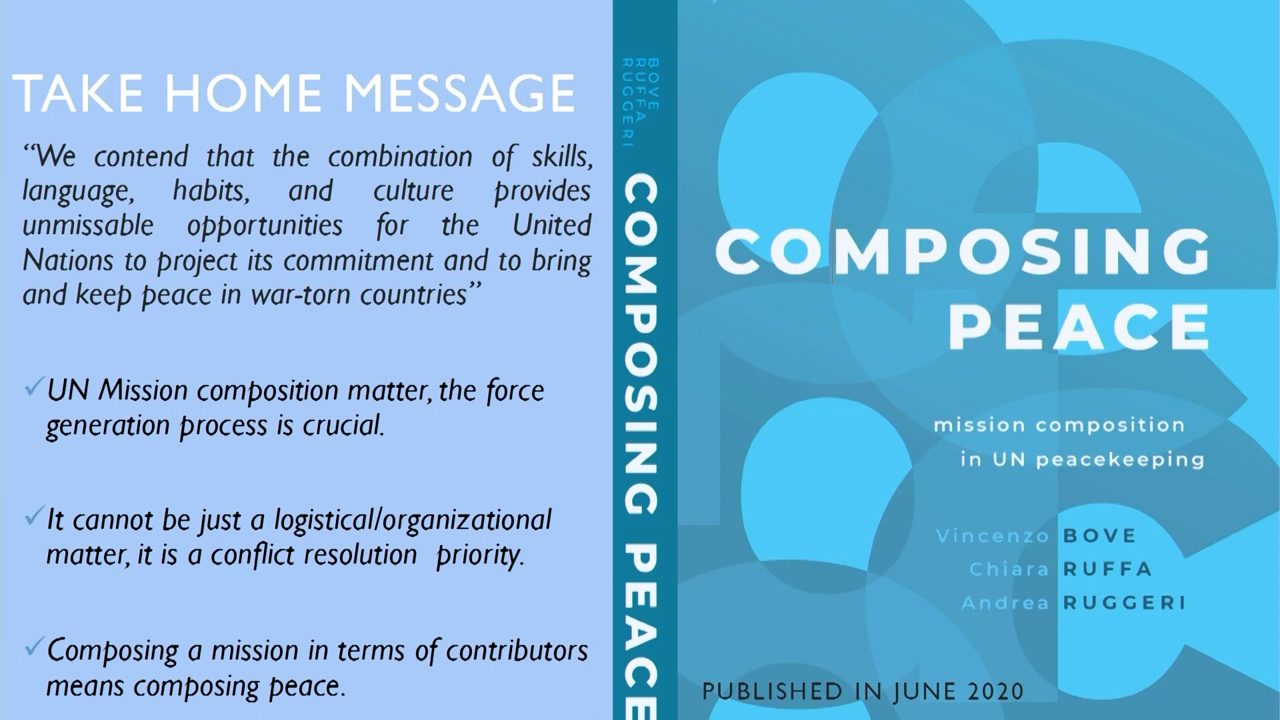 TAKE HOME MESSAGE
“We contend that the combination of skills,
language, habits, and culture provides
unmissable opportunities for the United
Nations to project its commitment and to bring
and keep peace in war-torn countries”
✓UN Mission composition matter, the force
generation process is crucial.
✓It cannot be just a logistical/organizational
matter, it is a conflict resolution priority.
✓Composing a mission in terms of contributors
means composing peace.
BOVE
RUFFA
RUGGERI
COMPOSING PEACE
COMPOSING
PEACE
mission composition
in UN peacekeeping
Vincenzo BOVE
Chiara RUFFA
Andrea RUGGERI
PUBLISHED IN JUNE 2020